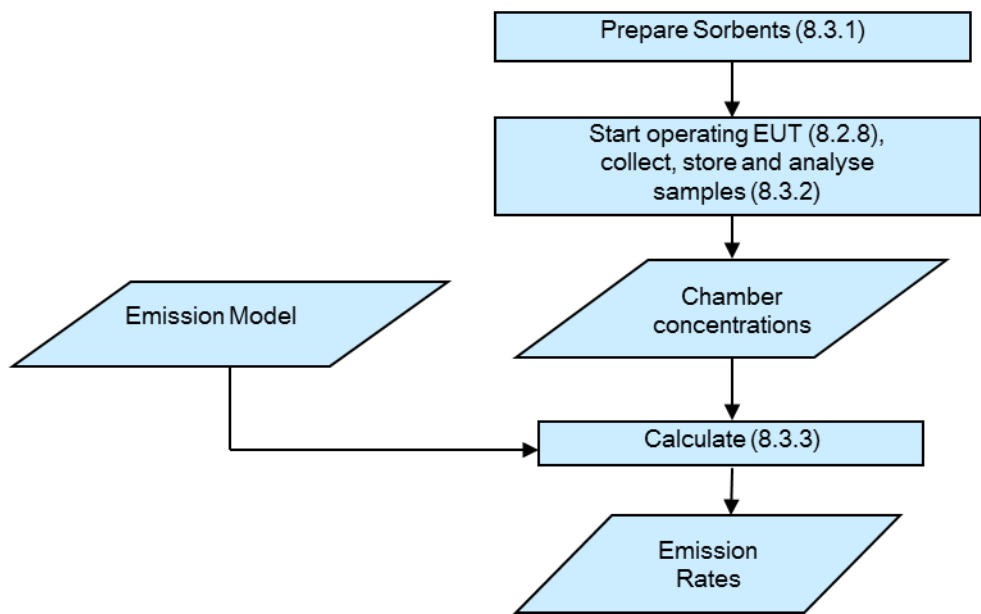 Prepare Sorbents (8.3.1)
Start operating EUT (8.2.8),
collect, store and analyse
samples (8.3.2)
Emission Model
Chamber
concentrations
Calculate (8.3.3)
Emission
Rates